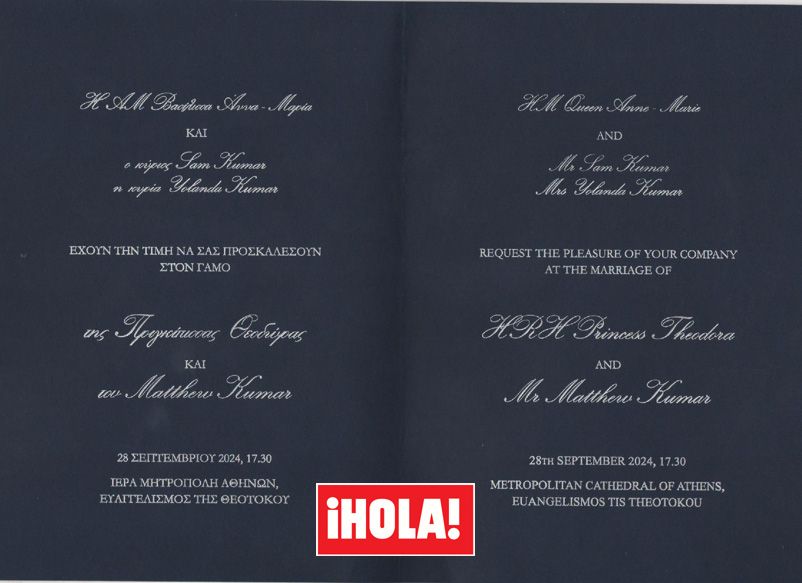 Η ΑΜ Βασίλισσα Άννα - Μαρία
ΚΑΙ
ο κύριος Sam Kumar
η κυρία Yolanda Kumar
ΕΧΟΥΝ ΤΗΝ ΤΙΜΗ ΝΑ ΣΑΣ ΠΡΟΣΚΑΛΕΣΟΥΝ
ΣΤΟΝ ΓΑΜΟ
της Πριγκίπισσας Θεοδώρας
ΚΑΙ
του Matthew Kumar
28 ΣΕΠΤΕΜΒΡΙΟΥ 2024, 17.30
ΙΕΡΑ ΜΗΤΡΟΠΟΛΗ ΑΘΗΝΩΝ,
ΕΥΑΓΓΕΛΙΣΜΟΣ ΤΗΣ ΘΕΟΤΟΚΟΥ
HM Queen Anne - Marie
AND
Mr Sam Kumar
Mrs Yolanda Kumar
REQUEST THE PLEASURE OF YOUR COMPANY
AT THE MARRIAGE OF
HRH Princess Theodora
AND
Mr Matthew Kumar
28TH SEPTEMBER 2024, 17.30
METROPOLITAN CATHEDRAL OF ATHENS,
EUANGELISMOS TIS THEOTOKOU
¡HOLA!